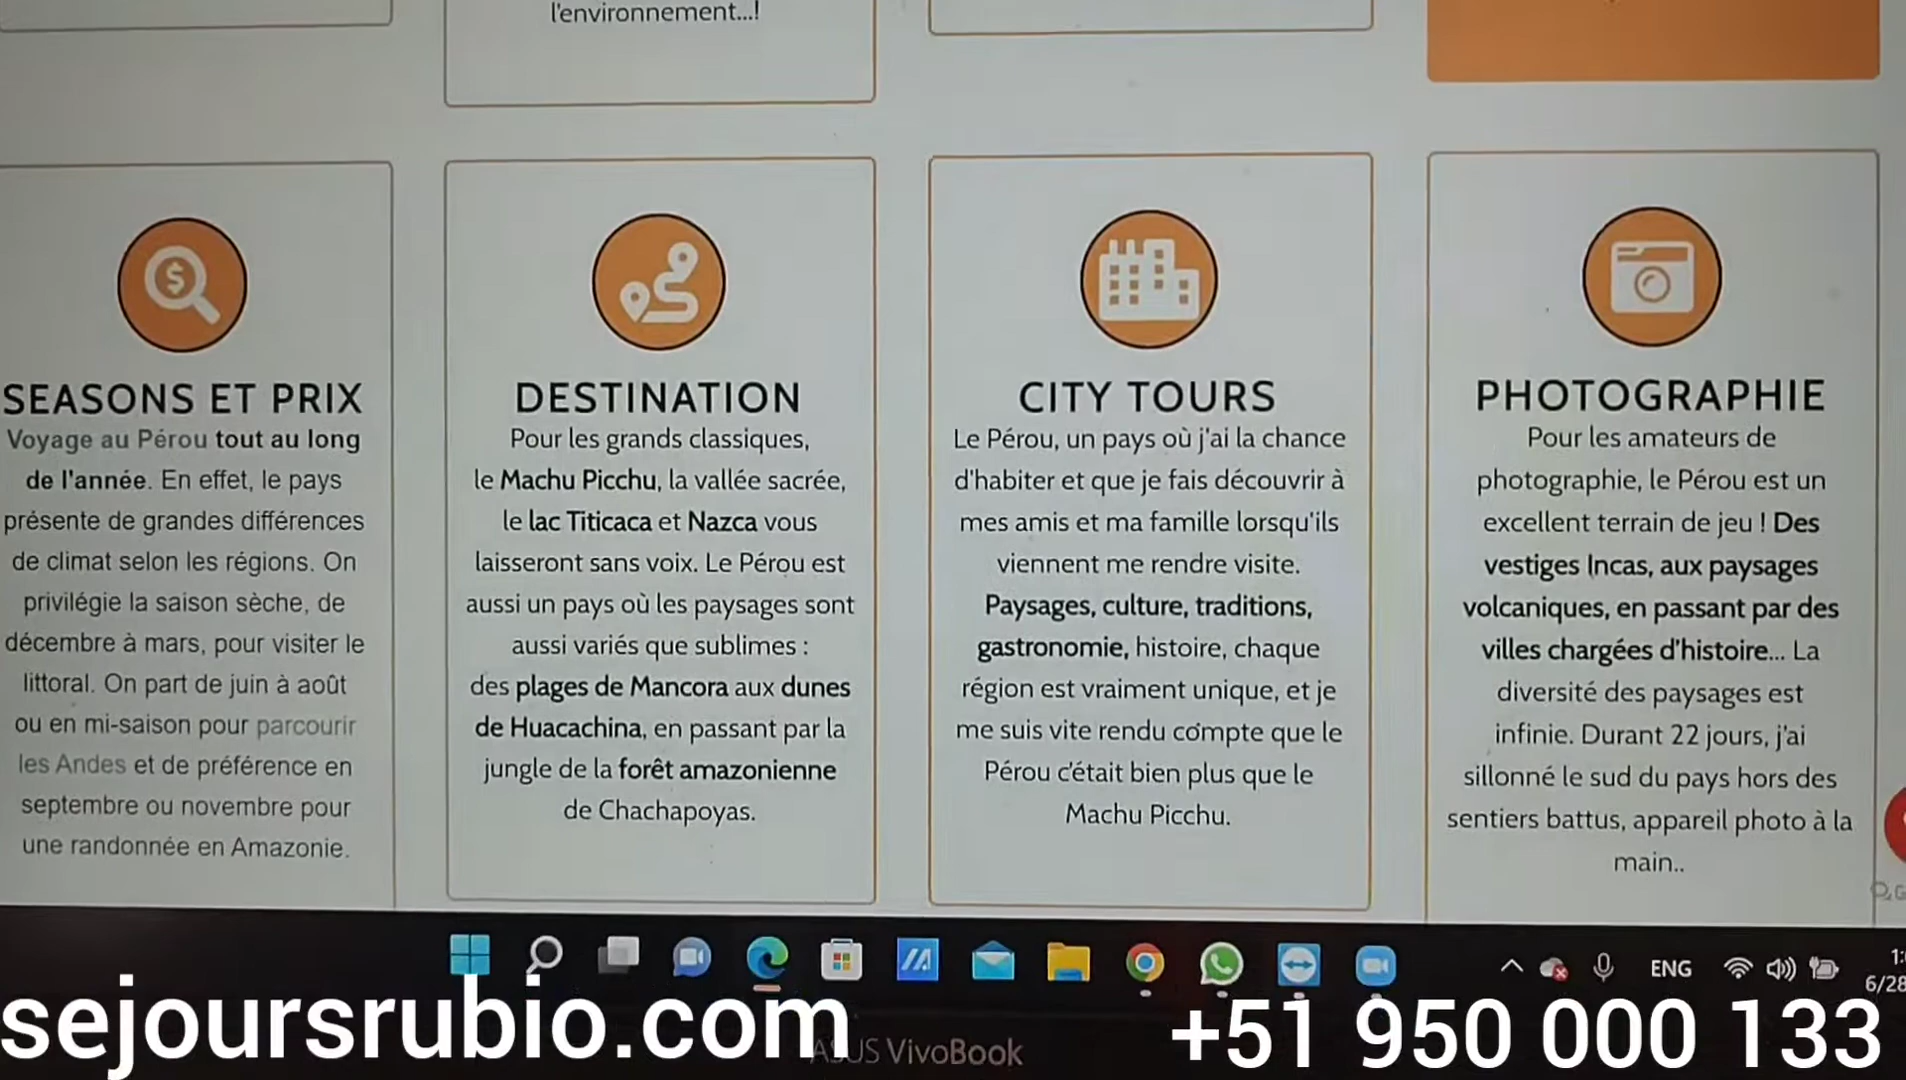 l'environnement...!
SEASONS ET PRIX
Voyage au Pérou tout au long
de l'année. En effet, le pays
présente de grandes différences
de climat selon les régions. On
privilégie la saison sèche, de
décembre à mars, pour visiter le
littoral. On part de juin à août
ou en mi-saison pour parcourir
les Andes et de préférence en
septembre ou novembre pour
une randonnée en Amazonie.
DESTINATION
Pour les grands classiques,
le Machu Picchu, la vallée sacrée,
le lac Titicaca et Nazca vous
laisseront sans voix. Le Pérou est
aussi un pays où les paysages sont
aussi variés que sublimes :
des plages de Mancora aux dunes
de Huacachina, en passant par la
jungle de la forêt amazonienne
de Chachapoyas.
CITY TOURS
Le Pérou, un pays où j'ai la chance
d'habiter et que je fais découvrir à
mes amis et ma famille lorsqu'ils
viennent me rendre visite.
Paysages, culture, traditions,
gastronomie, histoire, chaque
région est vraiment unique, et je
me suis vite rendu compte que le
Pérou c'était bien plus que le
Machu Picchu.
PHOTOGRAPHIE
Pour les amateurs de
photographie, le Pérou est un
excellent terrain de jeu ! Des
vestiges Incas, aux paysages
volcaniques, en passant par des
villes chargées d'histoire... La
diversité des paysages est
infinie. Durant 22 jours, j'ai
sillonné le sud du pays hors des
sentiers battus, appareil photo à la
main..
ENG
6/28
sejoursrubio.com
ASUS VivoBook
+51 950 000 133